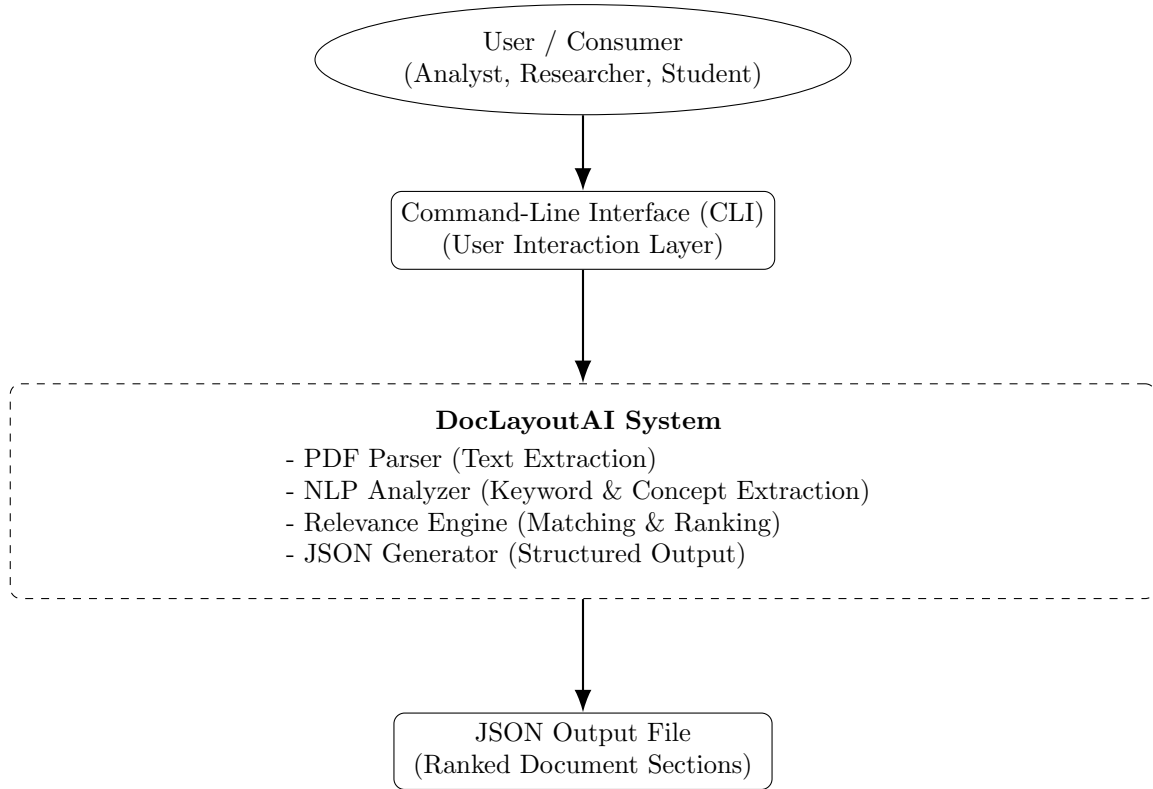 User / Consumer
(Analyst, Researcher, Student)
Command-Line Interface (CLI)
(User Interaction Layer)
DocLayoutAI System
- PDF Parser (Text Extraction)
- NLP Analyzer (Keyword & Concept Extraction)
- Relevance Engine (Matching & Ranking)
- JSON Generator (Structured Output)
JSON Output File
(Ranked Document Sections)